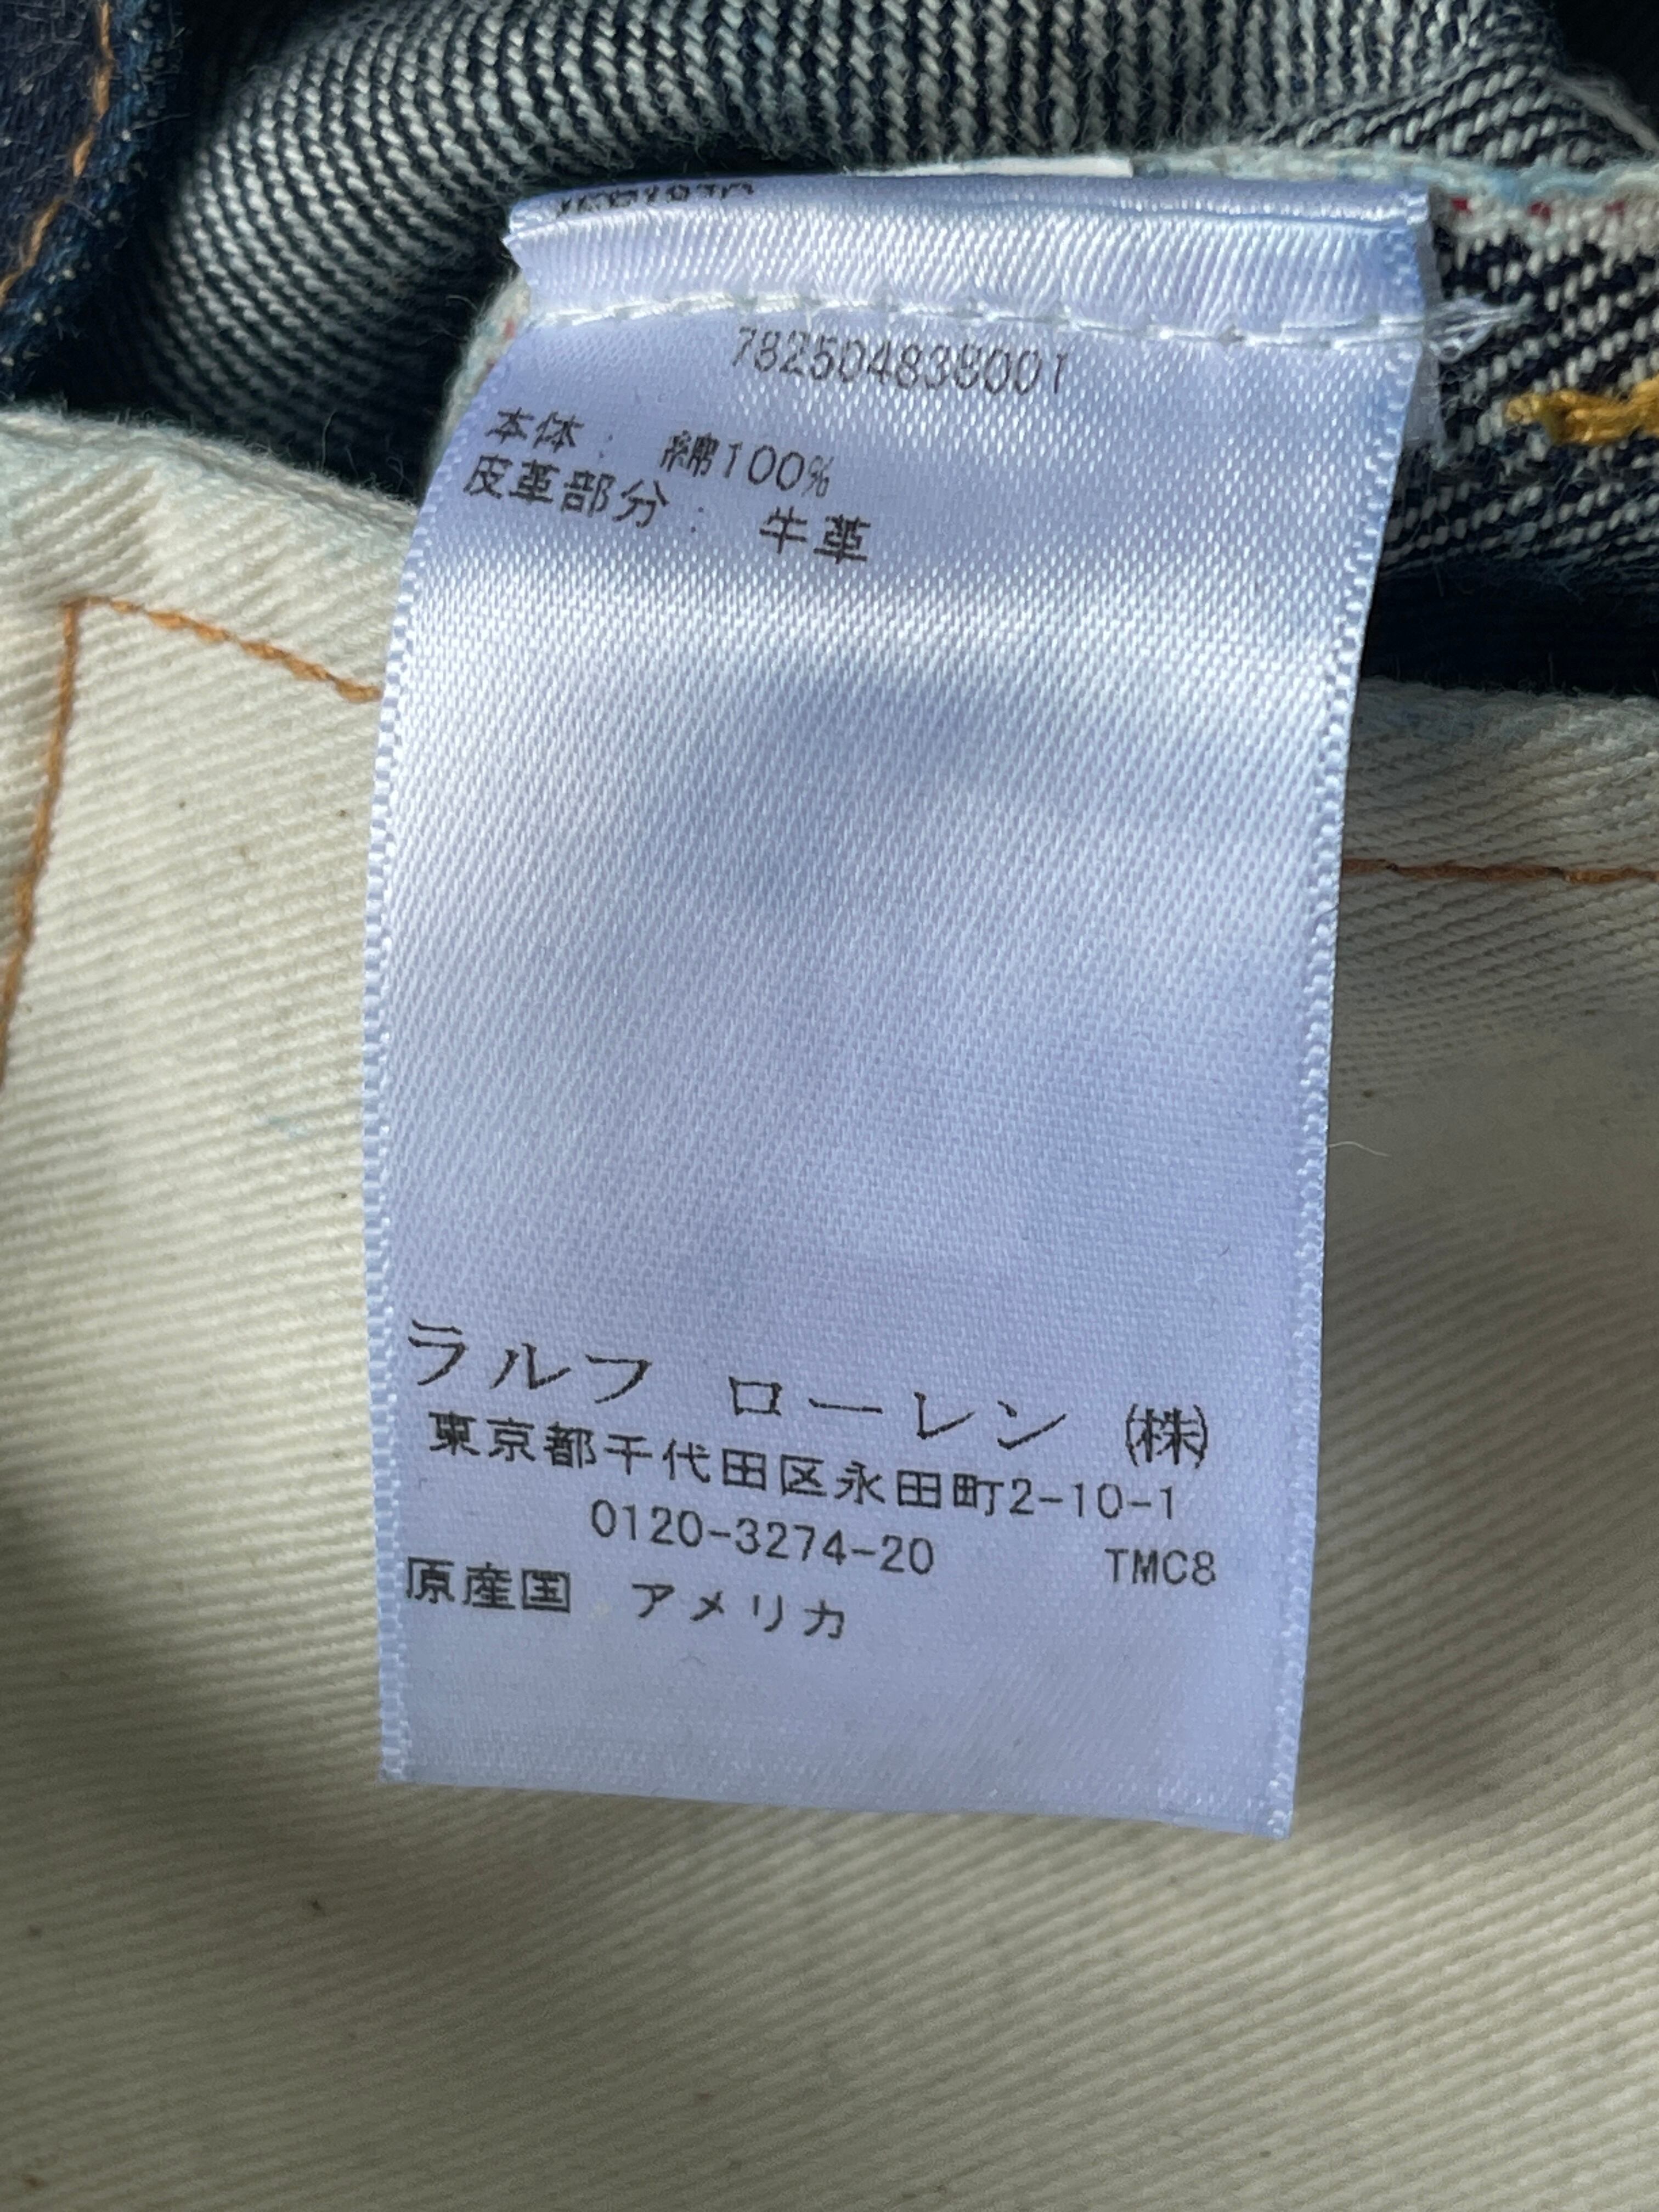 782504838001
本体： 綿100%
皮革部分： 牛革
ラルフ ローレン ㈱
東京都千代田区永田町2-10-1
0120-3274-20 TMC8
原産国 アメリカ